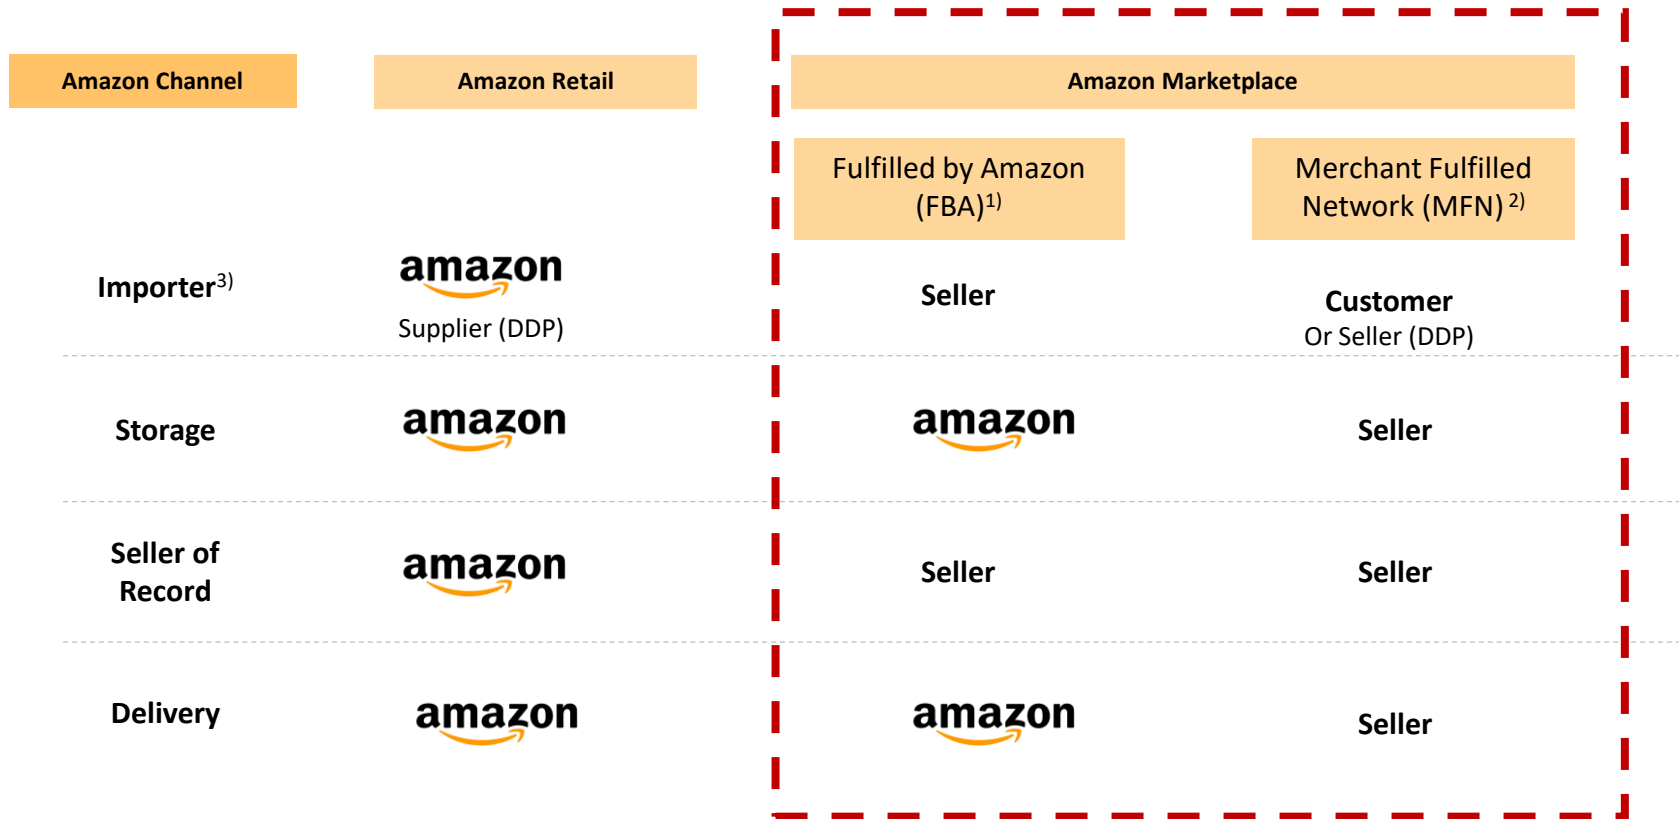 Amazon Channel
Amazon Retail
Amazon Marketplace
Fulfilled by Amazon
(FBA)1)
Merchant Fulfilled
Network (MFN) 2)
Importer3)
amazon
Supplier (DDP)
Seller
Customer
Or Seller (DDP)
Storage
amazon
amazon
Seller
Seller of
Record
amazon
Seller
Seller
Delivery
amazon
amazon
Seller